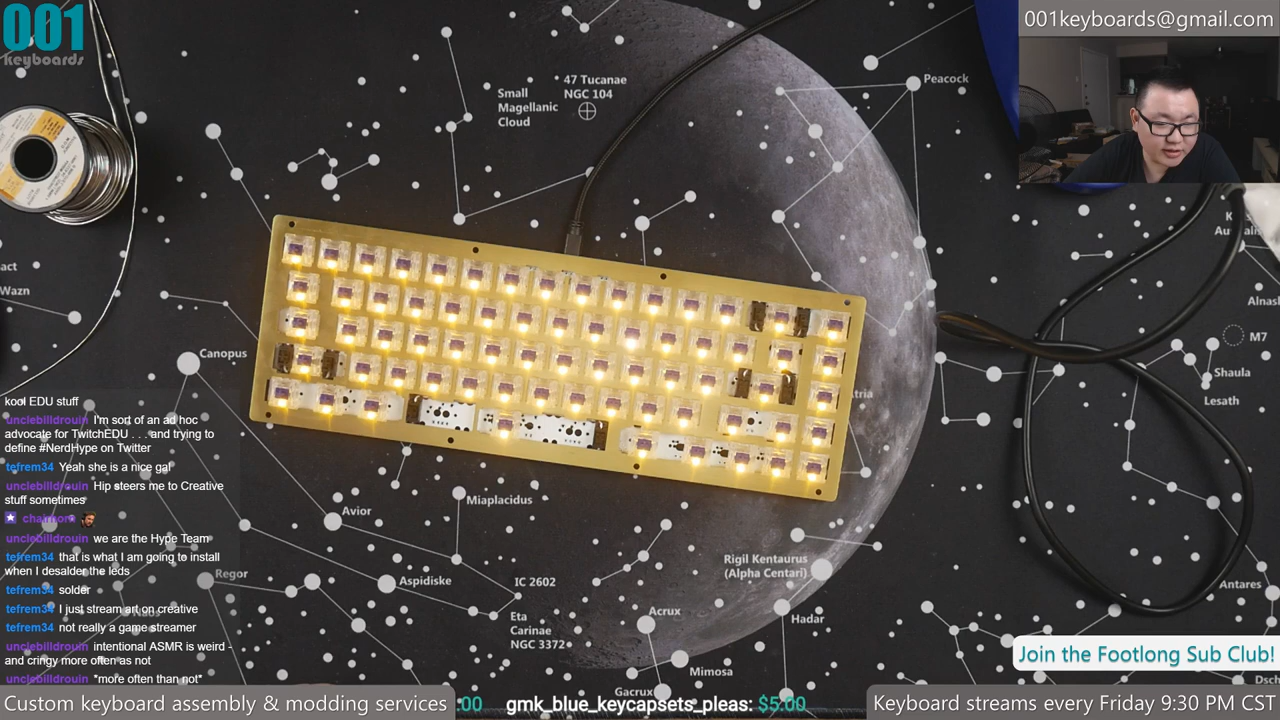 001
keyboards
001keyboards@gmail.com
47 Tucanae
NGC 104
Small
Magellanic
Cloud
Peacock
Wazn
Canopus
M7
Shaula
Lesath
Miaplacidus
Avior
Regor
Aspidiske
IC 2602
Eta
Carinae
NGC 3372
Rigil Kentaurus
(Alpha Centari)
Acrux
Hadar
Antares
Mimosa
Gacrux
kool EDU stuff
unclebilldrouin I'm sort of an ad hoc
advocate for TwitchEDU . . . and trying to
define #NerdHype on Twitter
tefrem34 Yeah she is a nice gal
unclebilldrouin Hip steers me to Creative
stuff sometimes
unclebilldrouin we are the Hype Team
tefrem34 that is what I am going to install
when I desalder the leds
tefrem34 solder
tefrem34 I just stream art on creative
tefrem34 not really a game streamer
unclebilldrouin intentional ASMR is weird -
and cringy more often as not
unclebilldrouin *more often than not*
Join the Footlong Sub Club!
Custom keyboard assembly & modding services
:00 gmk_blue_keycapsets_pleas: $5.00
Keyboard streams every Friday 9:30 PM CST